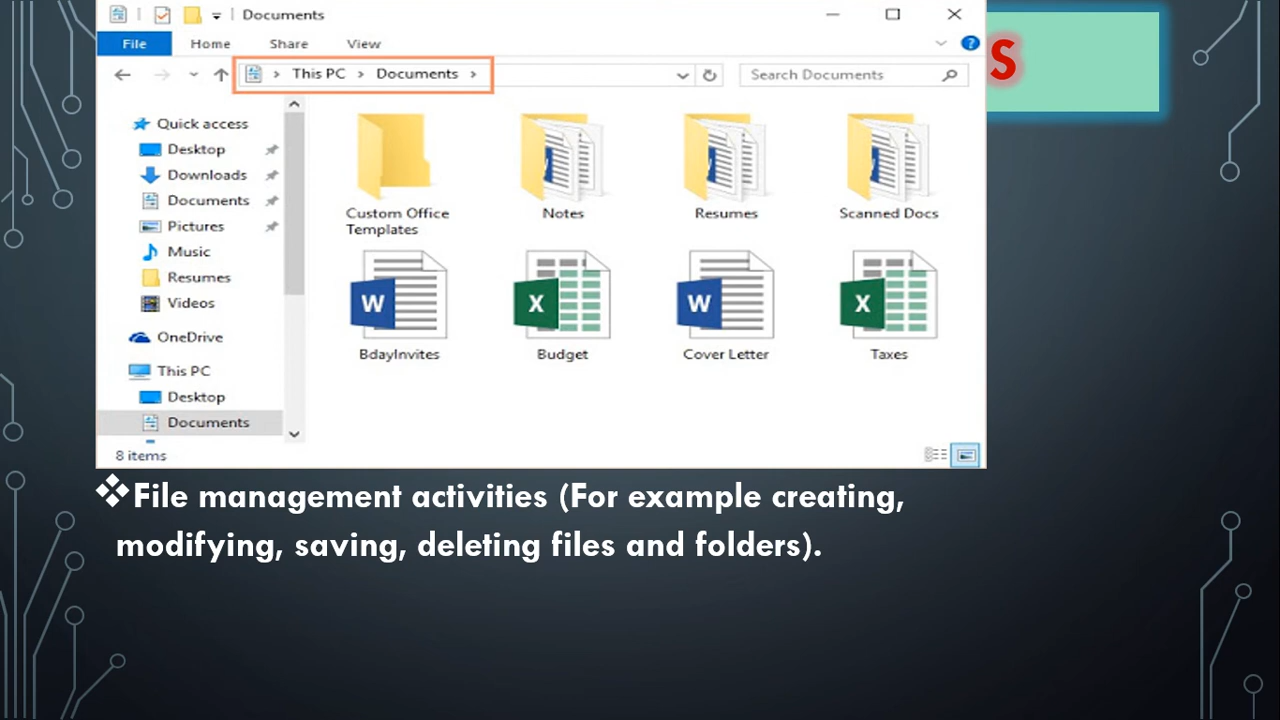 Documents
File Home Share View
This PC Documents
Search Documents
S
Quick access
Desktop
Downloads
Documents
Pictures
Music
Resumes
Videos
OneDrive
This PC
Desktop
Documents
Custom Office Templates
Notes
Resumes
Scanned Docs
BdayInvites
Budget
Cover Letter
Taxes
8 items
File management activities (For example creating,
modifying, saving, deleting files and folders).